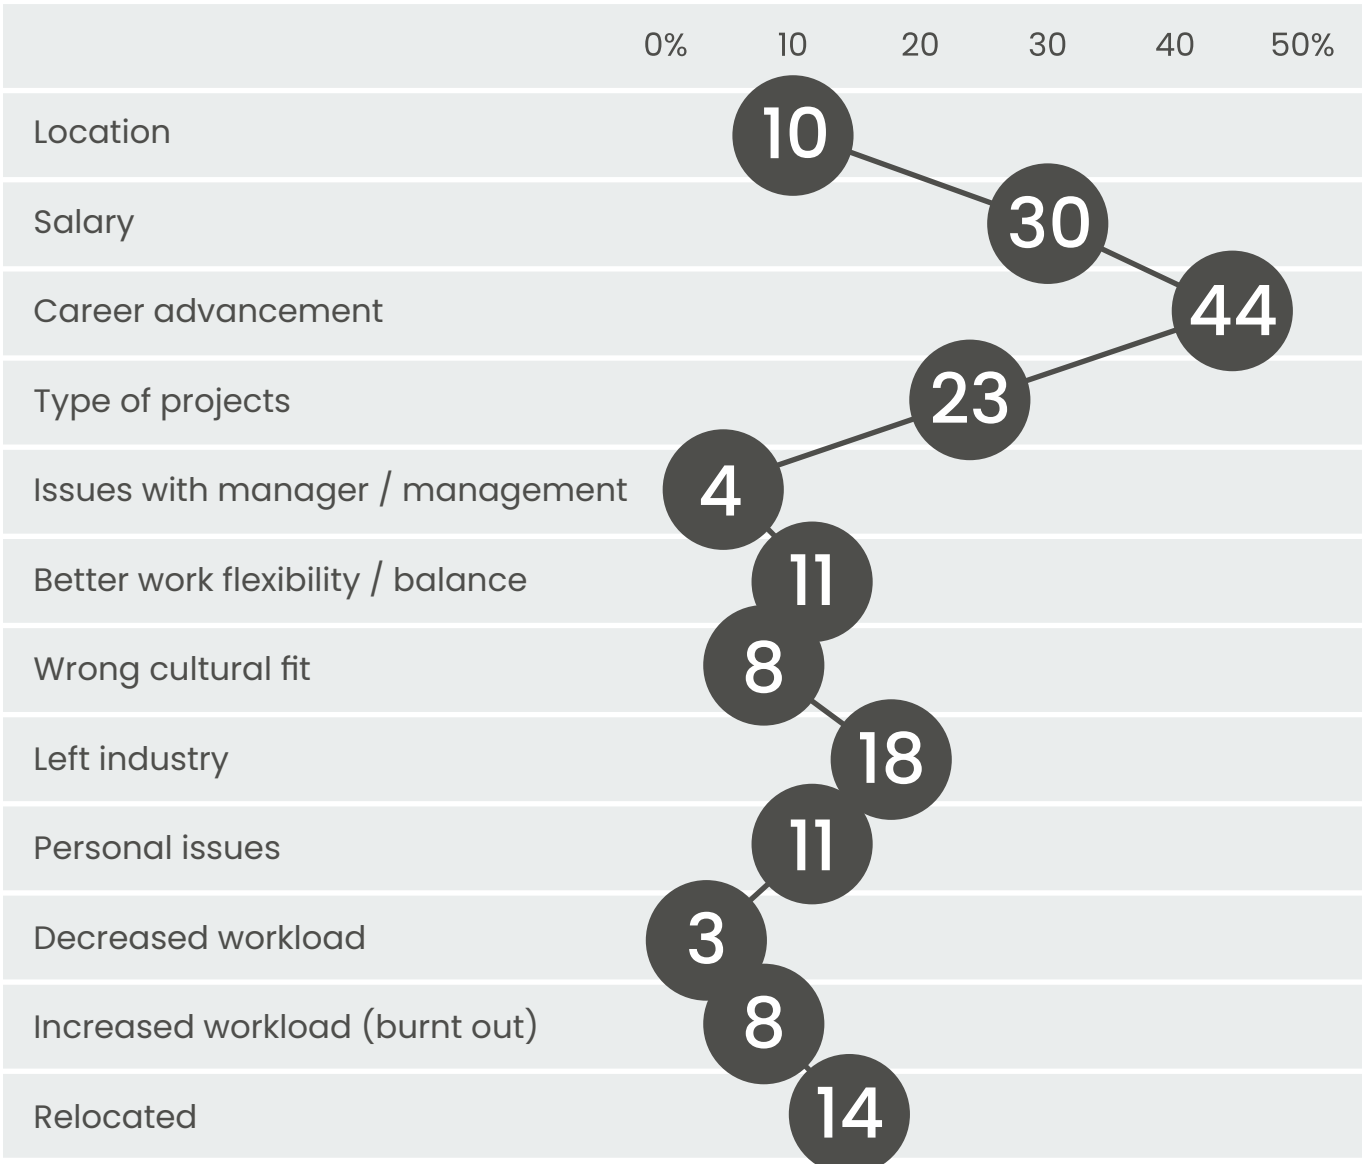 0% 10 20 30 40 50%
Location 10
Salary 30
Career advancement 44
Type of projects 23
Issues with manager / management 4
Better work flexibility / balance 11
Wrong cultural fit 8
Left industry 18
Personal issues 11
Decreased workload 3
Increased workload (burnt out) 8
Relocated 14